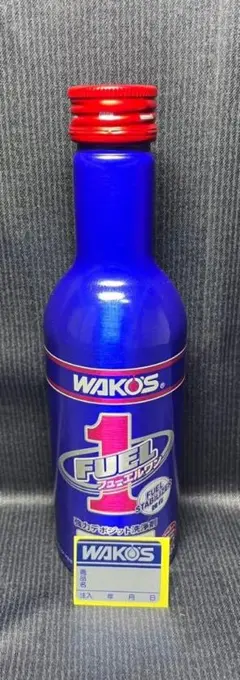 WAKO'S®
1
FUEL
フューエルワン
FUEL
STABILIZER
強力デポジット洗浄剤
WAKO'S
商品名
注入 年 月 日